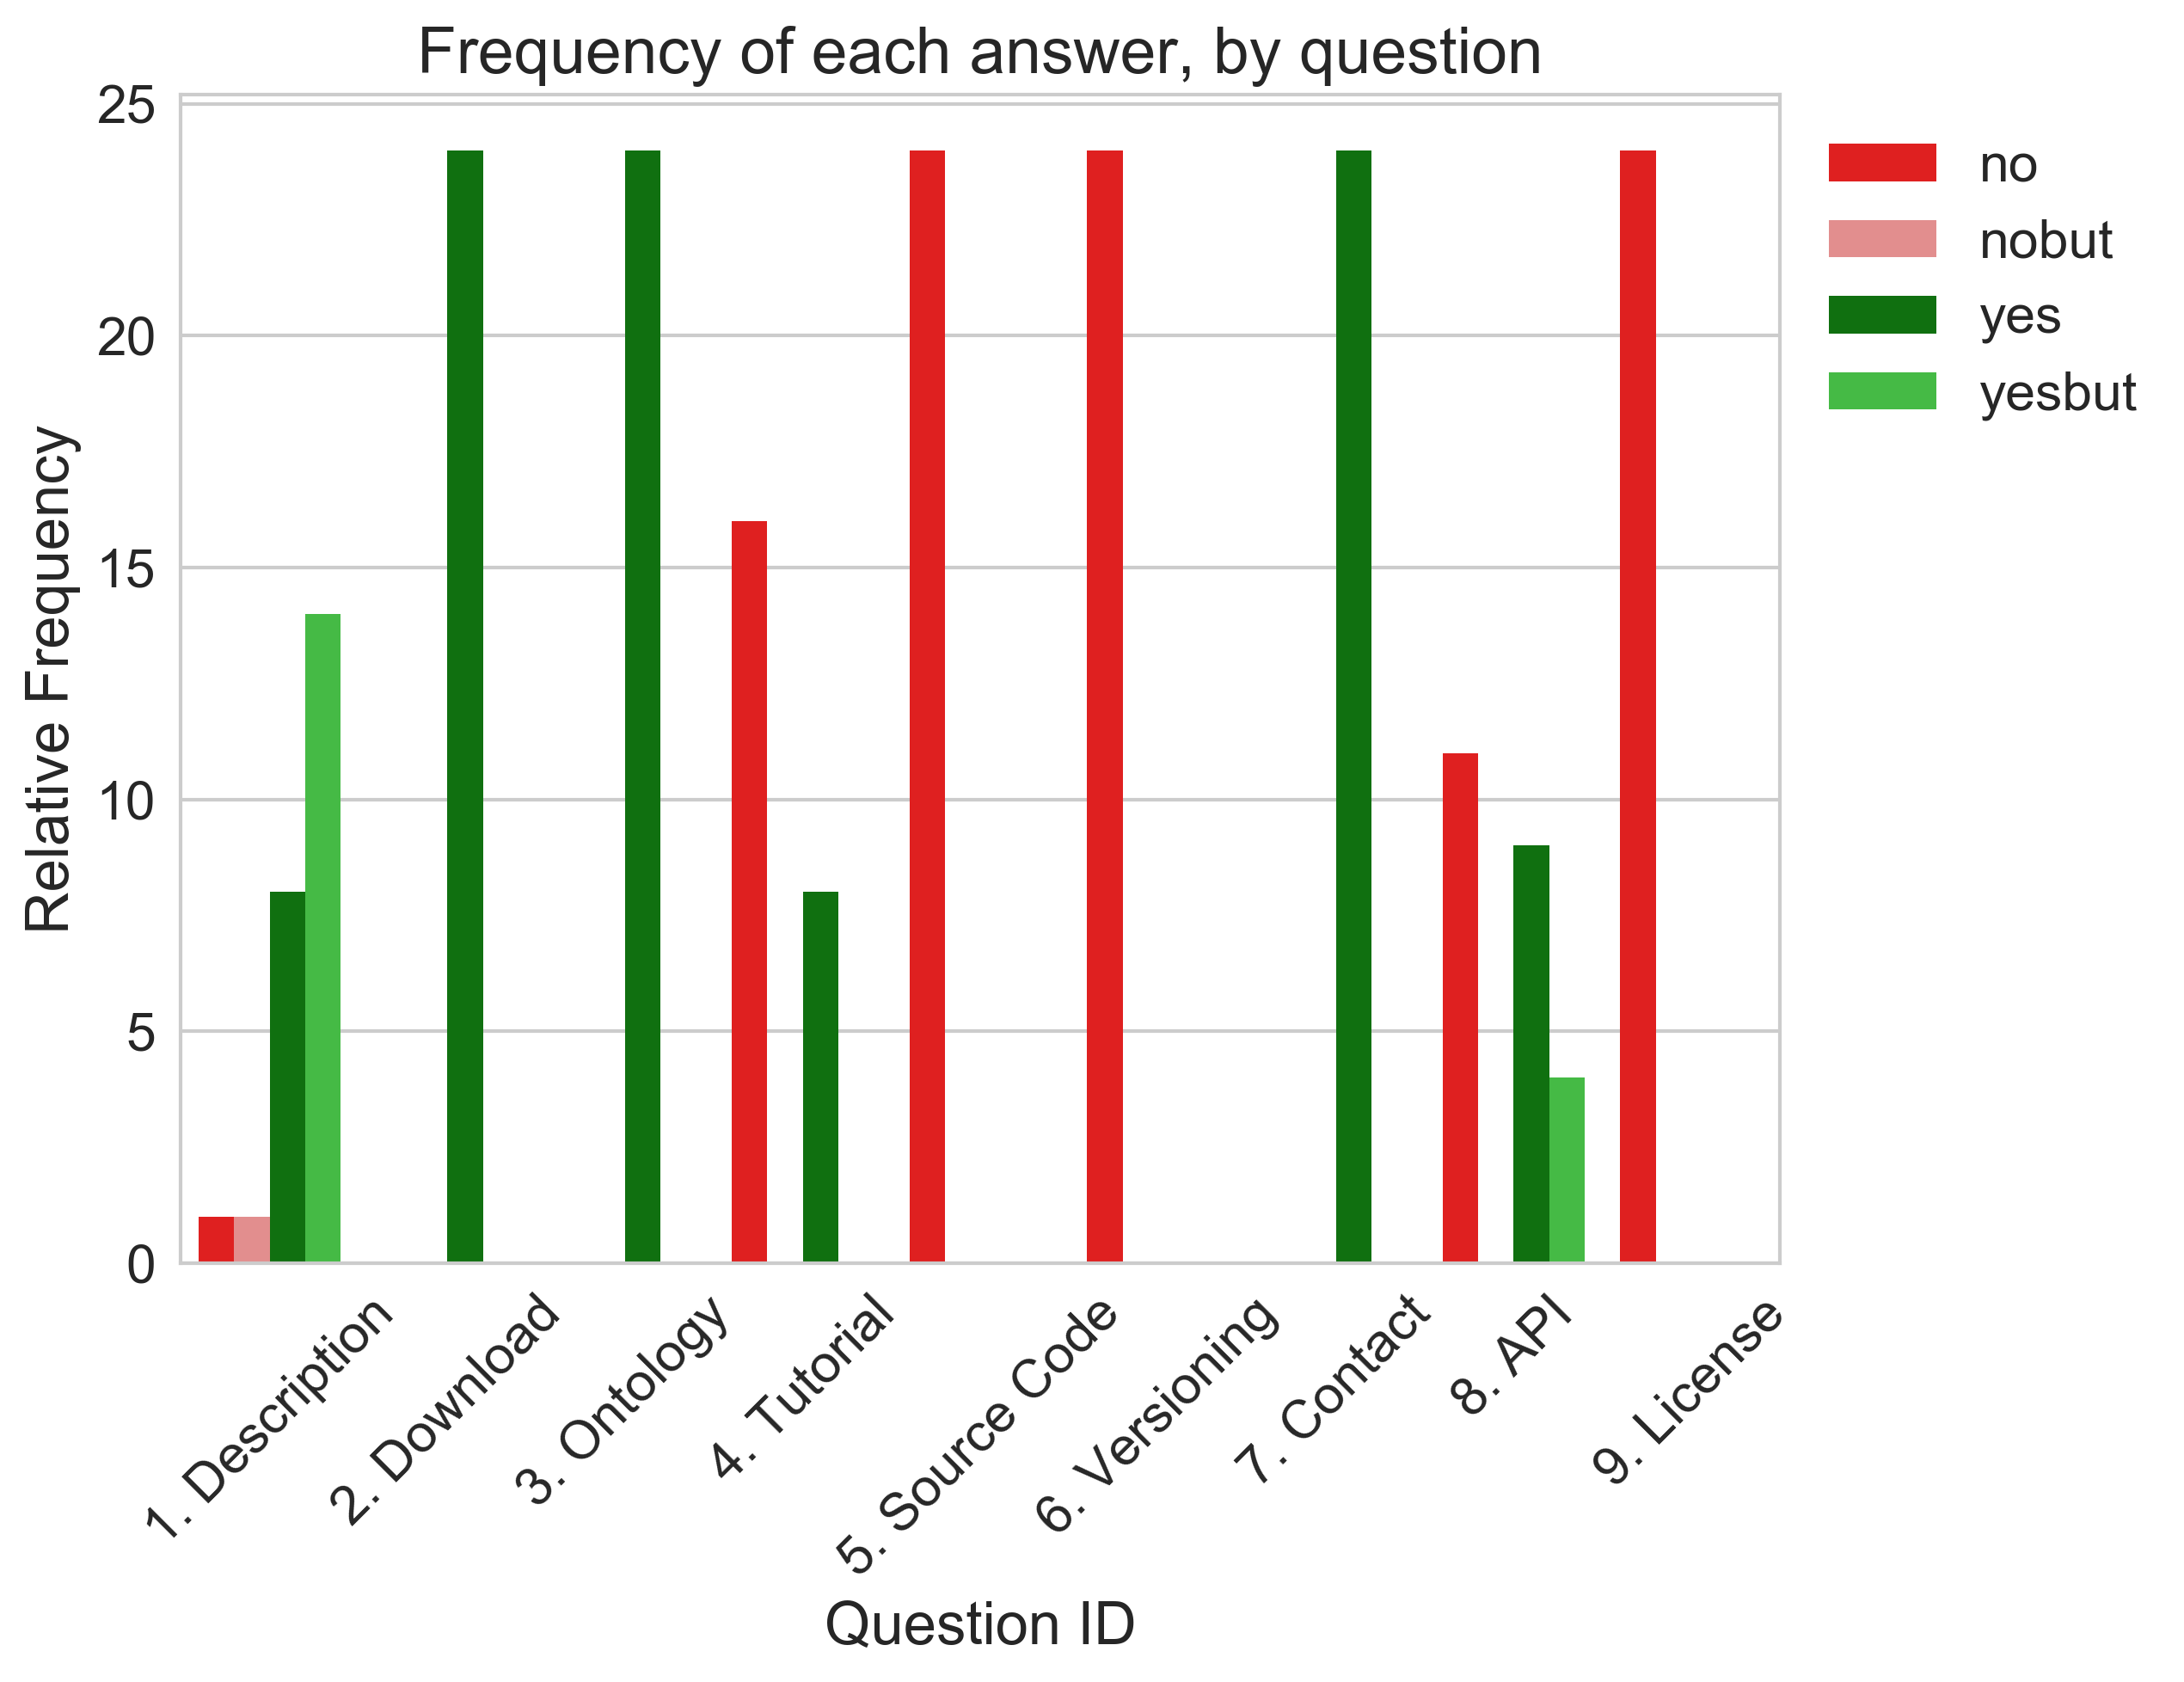 Frequency of each answer, by question
25
20
15
10
5
0
Relative Frequency
no
nobut
yes
yesbut
1. Description
2. Download
3. Ontology
4. Tutorial
5. Source Code
6. Versioning
7. Contact
8. API
9. License
Question ID